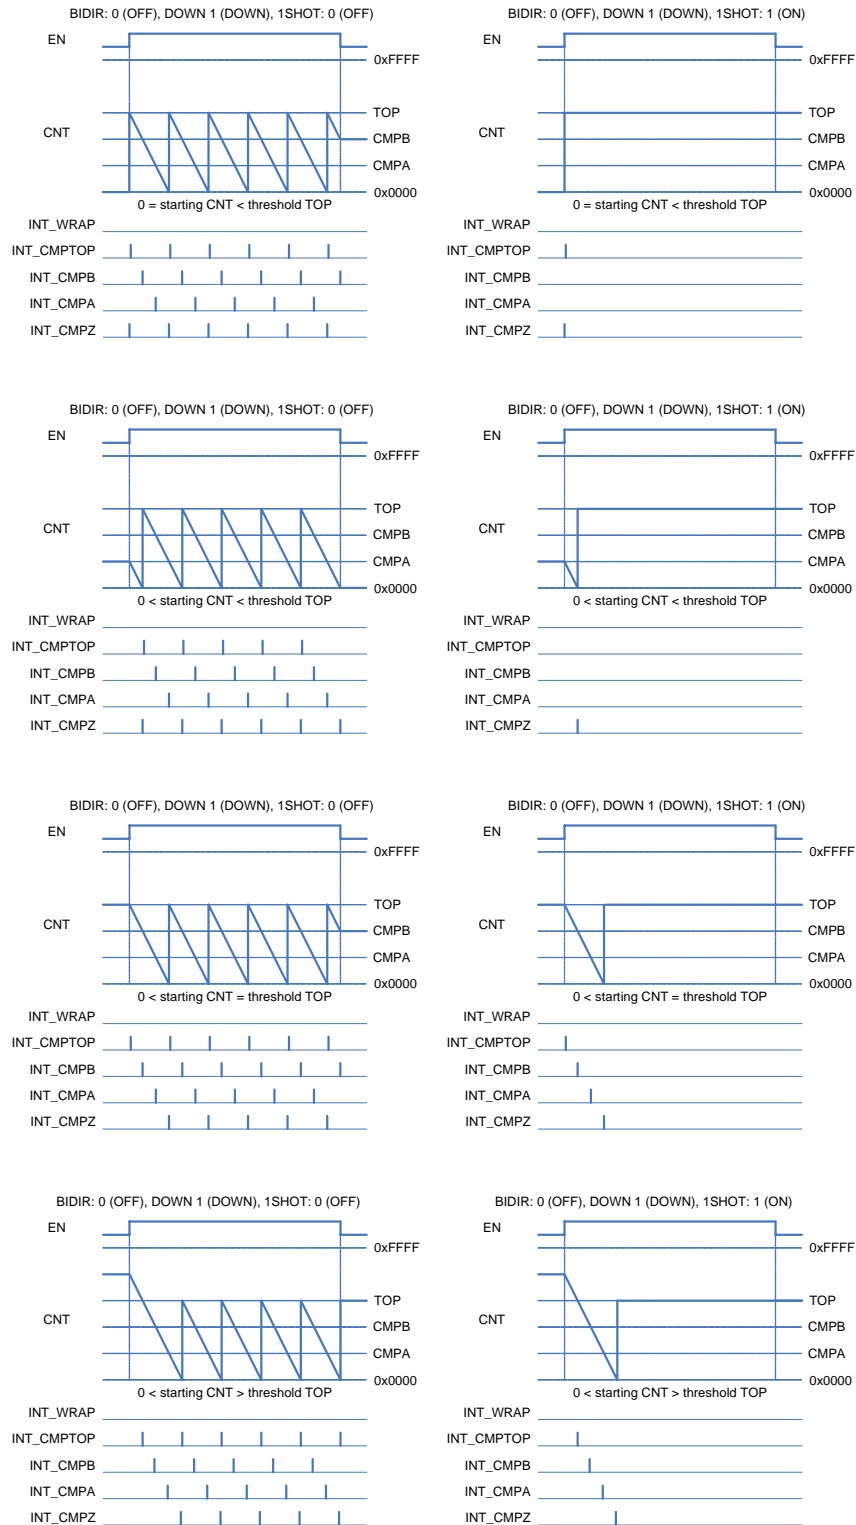 BIDIR: 0 (OFF), DOWN 1 (DOWN), 1SHOT: 0 (OFF)
EN
0xFFFF
TOP
CNT
CMPB
CMPA
0x0000
0 = starting CNT < threshold TOP
INT_WRAP
INT_CMPTOP
INT_CMPB
INT_CMPA
INT_CMPZ
BIDIR: 0 (OFF), DOWN 1 (DOWN), 1SHOT: 1 (ON)
EN
0xFFFF
TOP
CNT
CMPB
CMPA
0x0000
0 = starting CNT < threshold TOP
INT_WRAP
INT_CMPTOP
INT_CMPB
INT_CMPA
INT_CMPZ
BIDIR: 0 (OFF), DOWN 1 (DOWN), 1SHOT: 0 (OFF)
EN
0xFFFF
TOP
CNT
CMPB
CMPA
0x0000
0 < starting CNT < threshold TOP
INT_WRAP
INT_CMPTOP
INT_CMPB
INT_CMPA
INT_CMPZ
BIDIR: 0 (OFF), DOWN 1 (DOWN), 1SHOT: 1 (ON)
EN
0xFFFF
TOP
CNT
CMPB
CMPA
0x0000
0 < starting CNT < threshold TOP
INT_WRAP
INT_CMPTOP
INT_CMPB
INT_CMPA
INT_CMPZ
BIDIR: 0 (OFF), DOWN 1 (DOWN), 1SHOT: 0 (OFF)
EN
0xFFFF
TOP
CNT
CMPB
CMPA
0x0000
0 < starting CNT = threshold TOP
INT_WRAP
INT_CMPTOP
INT_CMPB
INT_CMPA
INT_CMPZ
BIDIR: 0 (OFF), DOWN 1 (DOWN), 1SHOT: 1 (ON)
EN
0xFFFF
TOP
CNT
CMPB
CMPA
0x0000
0 < starting CNT = threshold TOP
INT_WRAP
INT_CMPTOP
INT_CMPB
INT_CMPA
INT_CMPZ
BIDIR: 0 (OFF), DOWN 1 (DOWN), 1SHOT: 0 (OFF)
EN
0xFFFF
TOP
CNT
CMPB
CMPA
0x0000
0 < starting CNT > threshold TOP
INT_WRAP
INT_CMPTOP
INT_CMPB
INT_CMPA
INT_CMPZ
BIDIR: 0 (OFF), DOWN 1 (DOWN), 1SHOT: 1 (ON)
EN
0xFFFF
TOP
CNT
CMPB
CMPA
0x0000
0 < starting CNT > threshold TOP
INT_WRAP
INT_CMPTOP
INT_CMPB
INT_CMPA
INT_CMPZ